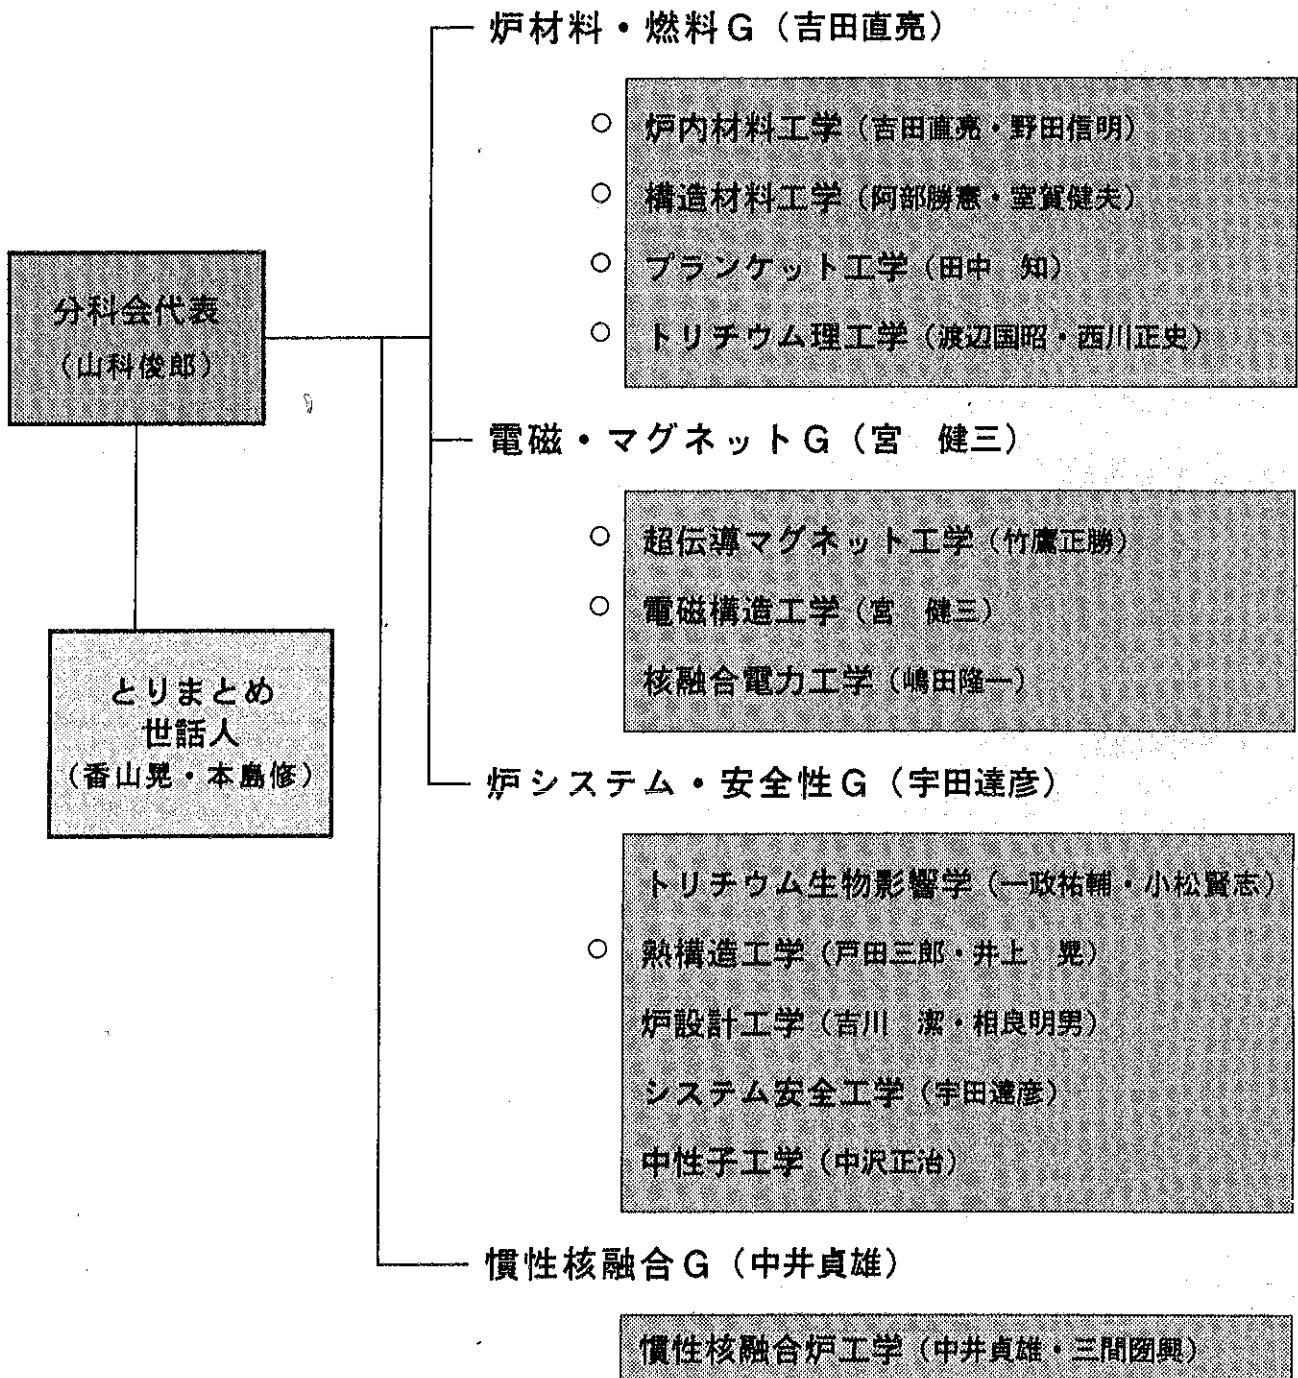 炉材料・燃料G（吉田直亮）
○ 炉内材料工学（吉田直亮・野田信明）
○ 構造材料工学（阿部勝憲・室賀健夫）
○ ブランケット工学（田中　知）
○ トリチウム理工学（渡辺国昭・西川正史）
分科会代表
（山科俊郎）
電磁・マグネットG（宮　健三）
○ 超伝導マグネット工学（竹鷹正勝）
○ 電磁構造工学（宮　健三）
核融合電力工学（嶋田隆一）
とりまとめ
世話人
（香山晃・本島修）
炉システム・安全性G（宇田達彦）
トリチウム生物影響学（一政祐輔・小松賢志）
○ 熱構造工学（戸田三郎・井上　晃）
炉設計工学（吉川　潔・相良明男）
システム安全工学（宇田達彦）
中性子工学（中沢正治）
慣性核融合G（中井貞雄）
慣性核融合炉工学（中井貞雄・三間圀興）